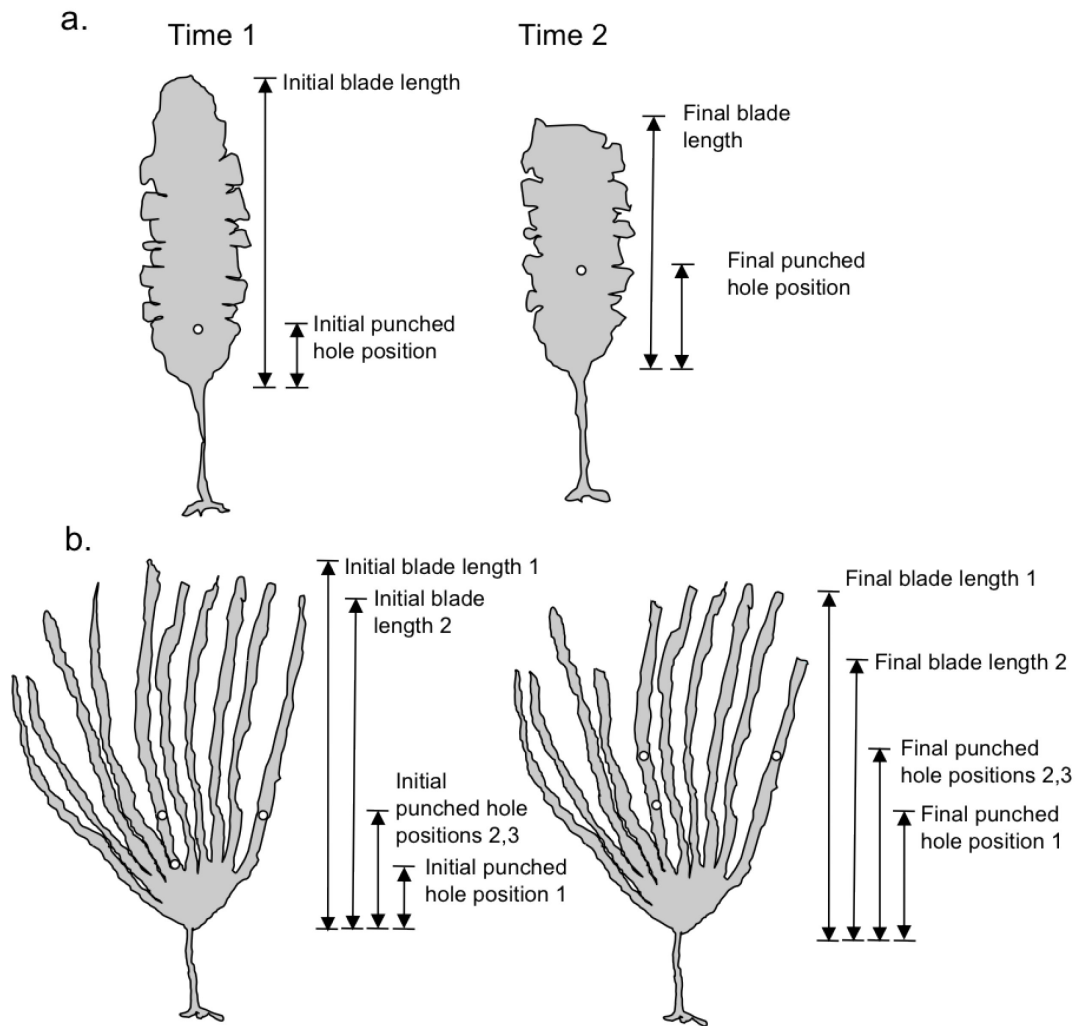 a.
Time 1
Time 2
Initial blade length
Final blade
length
Final punched
hole position
Initial punched
hole position
b.
Initial blade length 1
Initial blade
length 2
Initial
punched hole
positions 2,3
Initial punched
hole position 1
Final blade length 1
Final blade length 2
Final punched
hole positions 2,3
Final punched
hole position 1